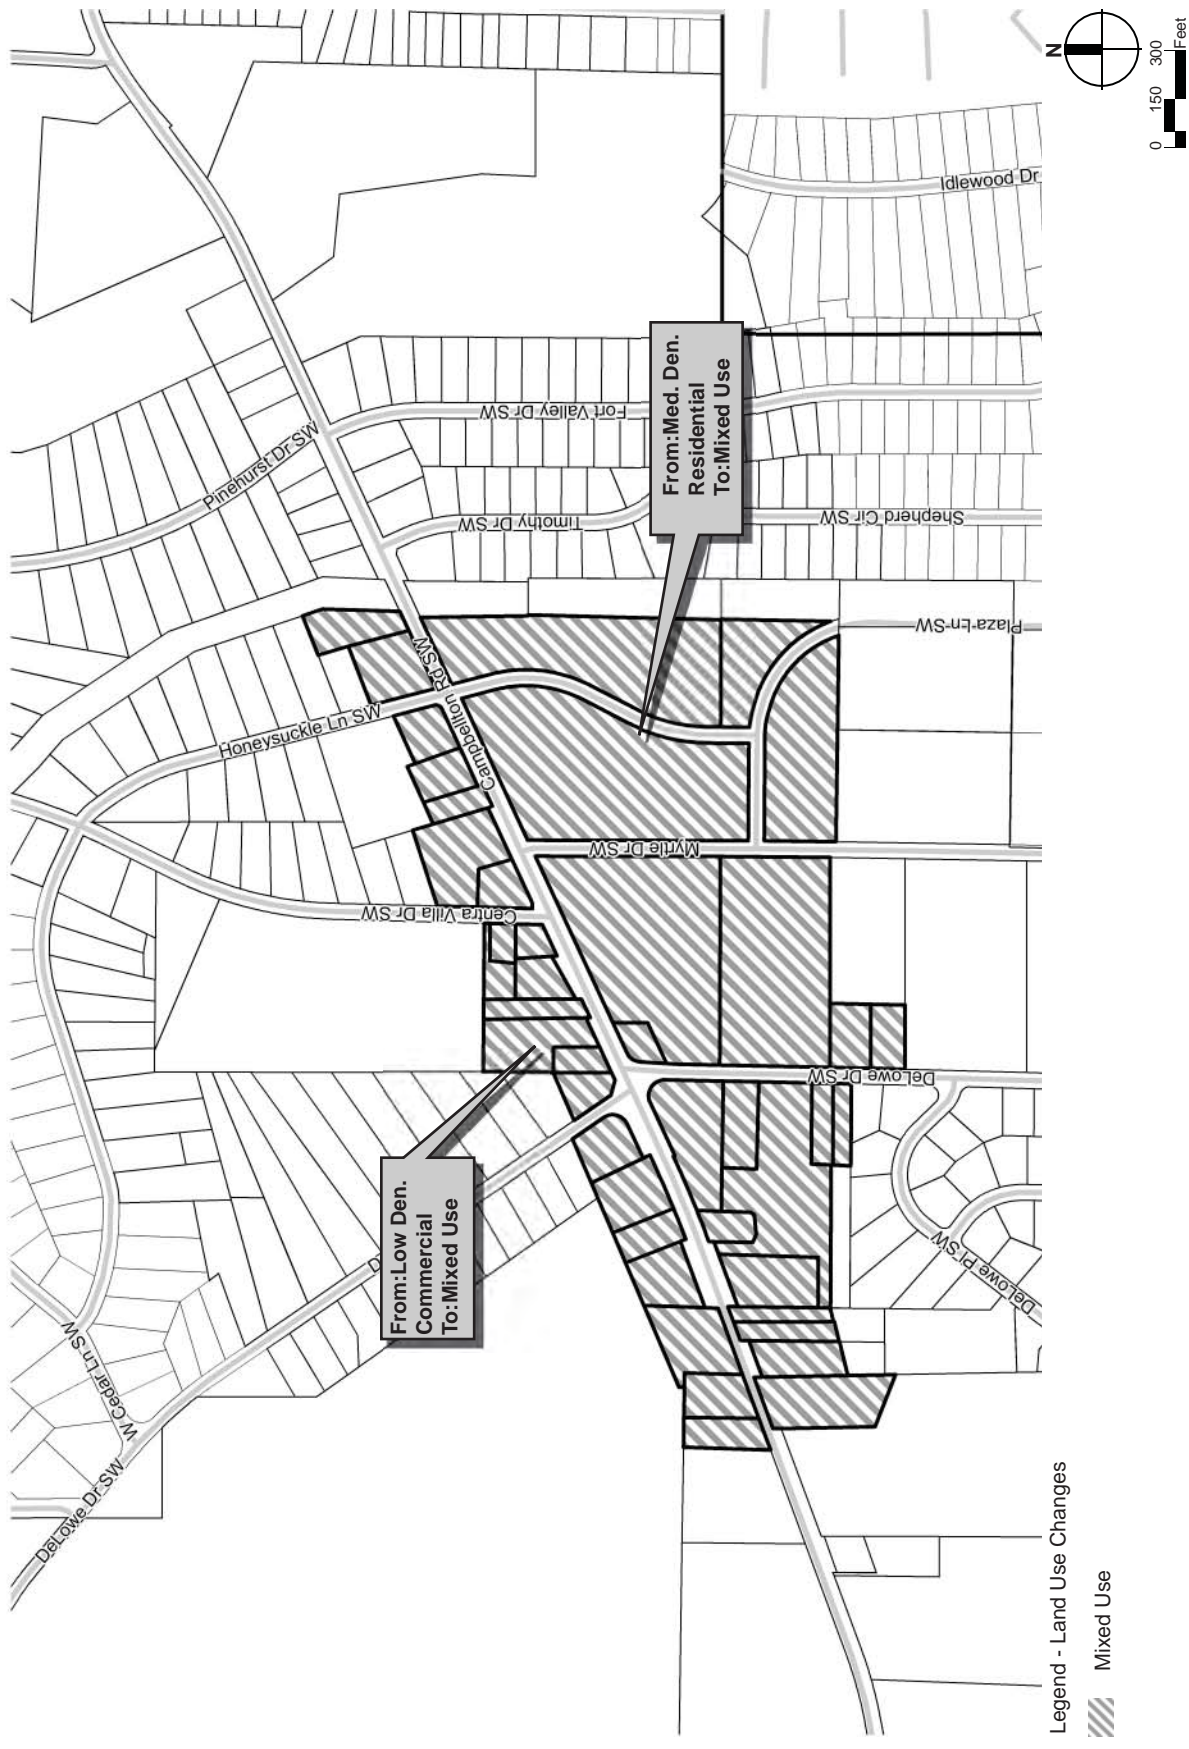 N
0 150 300
Feet
Idlewood Dr
Pinehurst Dr SW
Fort Valley Dr SW
Timothy Dr SW
Shepherd Cir SW
Plaza Ln SW
Honeysuckle Ln SW
Campbellton Rd SW
Myrtle Dr SW
Centra Villa Dr SW
DeLowe Dr SW
DeLowe Pl SW
W Cedar Ln SW
DeLowe Dr SW
D
From:Med. Den.
Residential
To:Mixed Use
From:Low Den.
Commercial
To:Mixed Use
Legend - Land Use Changes
Mixed Use